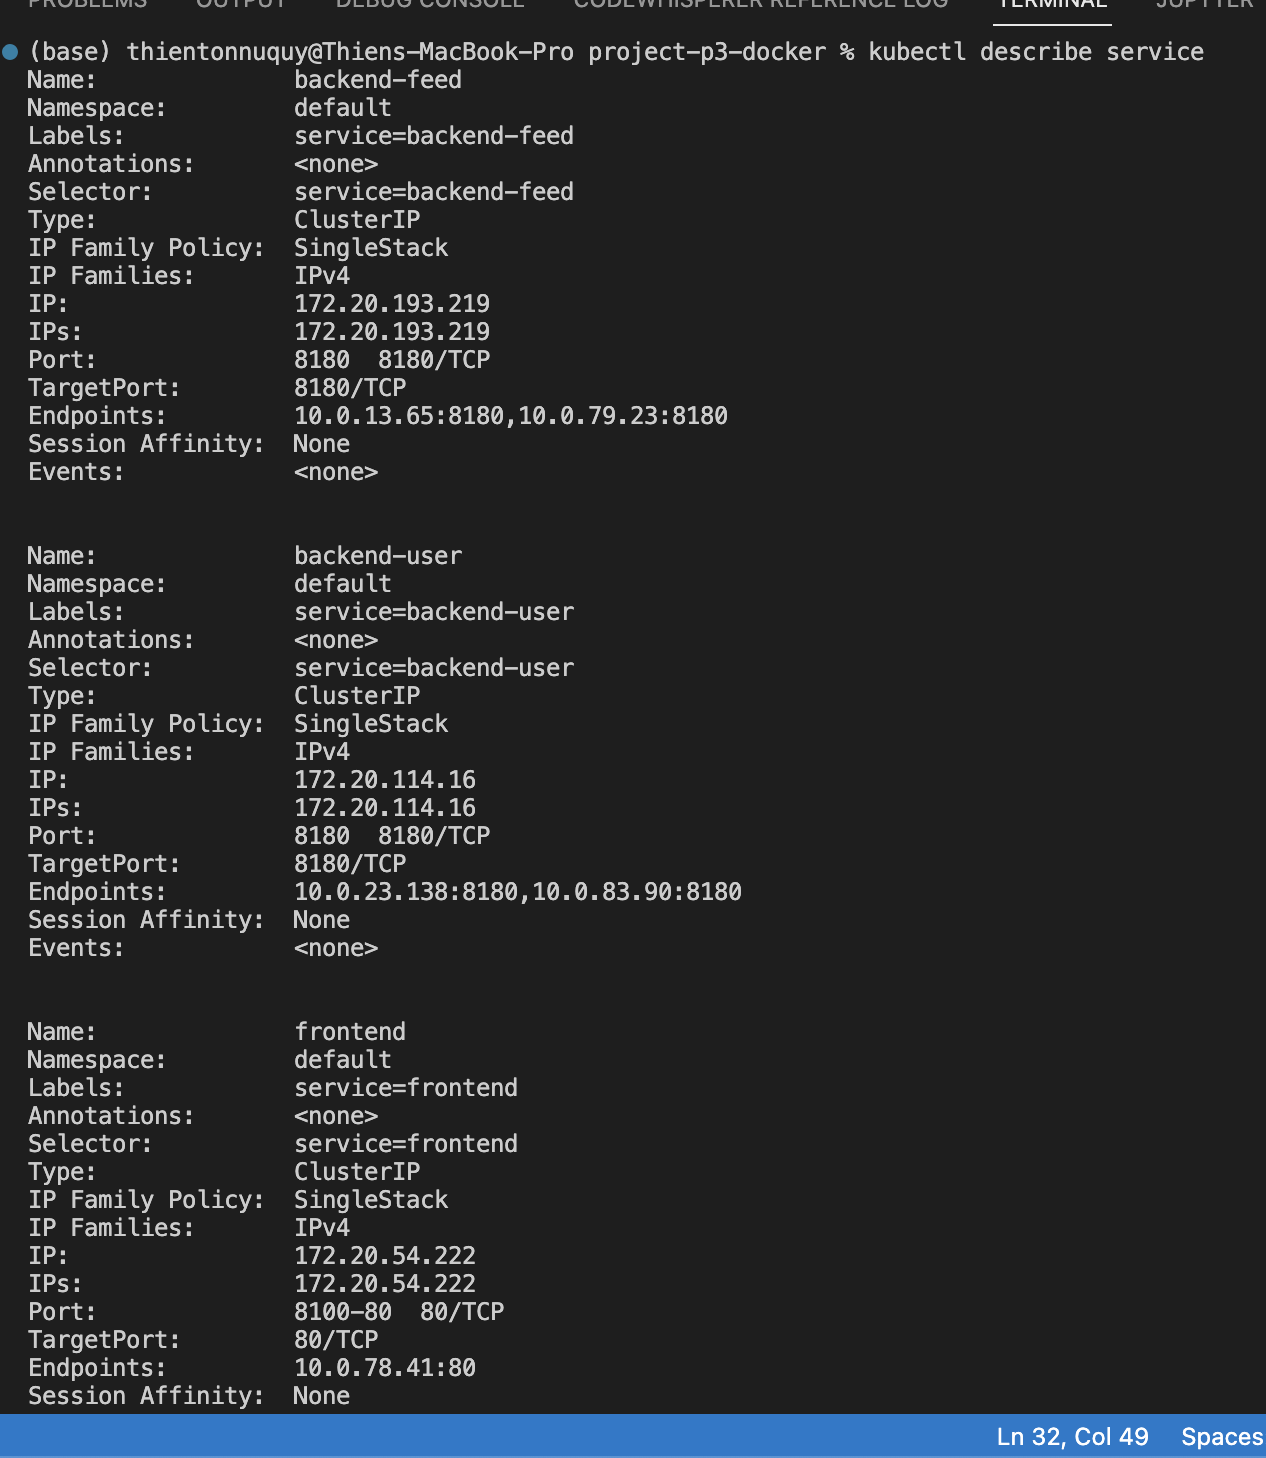 PROBLEMS OUTPUT DEBUG CONSOLE CODEWHISPERER REFERENCE LOG TERMINAL JUPYTER
(base) thientonnuquy@Thiens-MacBook-Pro project-p3-docker % kubectl describe service
Name: backend-feed
Namespace: default
Labels: service=backend-feed
Annotations: <none>
Selector: service=backend-feed
Type: ClusterIP
IP Family Policy: SingleStack
IP Families: IPv4
IP: 172.20.193.219
IPs: 172.20.193.219
Port: 8180 8180/TCP
TargetPort: 8180/TCP
Endpoints: 10.0.13.65:8180,10.0.79.23:8180
Session Affinity: None
Events: <none>
Name: backend-user
Namespace: default
Labels: service=backend-user
Annotations: <none>
Selector: service=backend-user
Type: ClusterIP
IP Family Policy: SingleStack
IP Families: IPv4
IP: 172.20.114.16
IPs: 172.20.114.16
Port: 8180 8180/TCP
TargetPort: 8180/TCP
Endpoints: 10.0.23.138:8180,10.0.83.90:8180
Session Affinity: None
Events: <none>
Name: frontend
Namespace: default
Labels: service=frontend
Annotations: <none>
Selector: service=frontend
Type: ClusterIP
IP Family Policy: SingleStack
IP Families: IPv4
IP: 172.20.54.222
IPs: 172.20.54.222
Port: 8100-80 80/TCP
TargetPort: 80/TCP
Endpoints: 10.0.78.41:80
Session Affinity: None
Ln 32, Col 49 Spaces